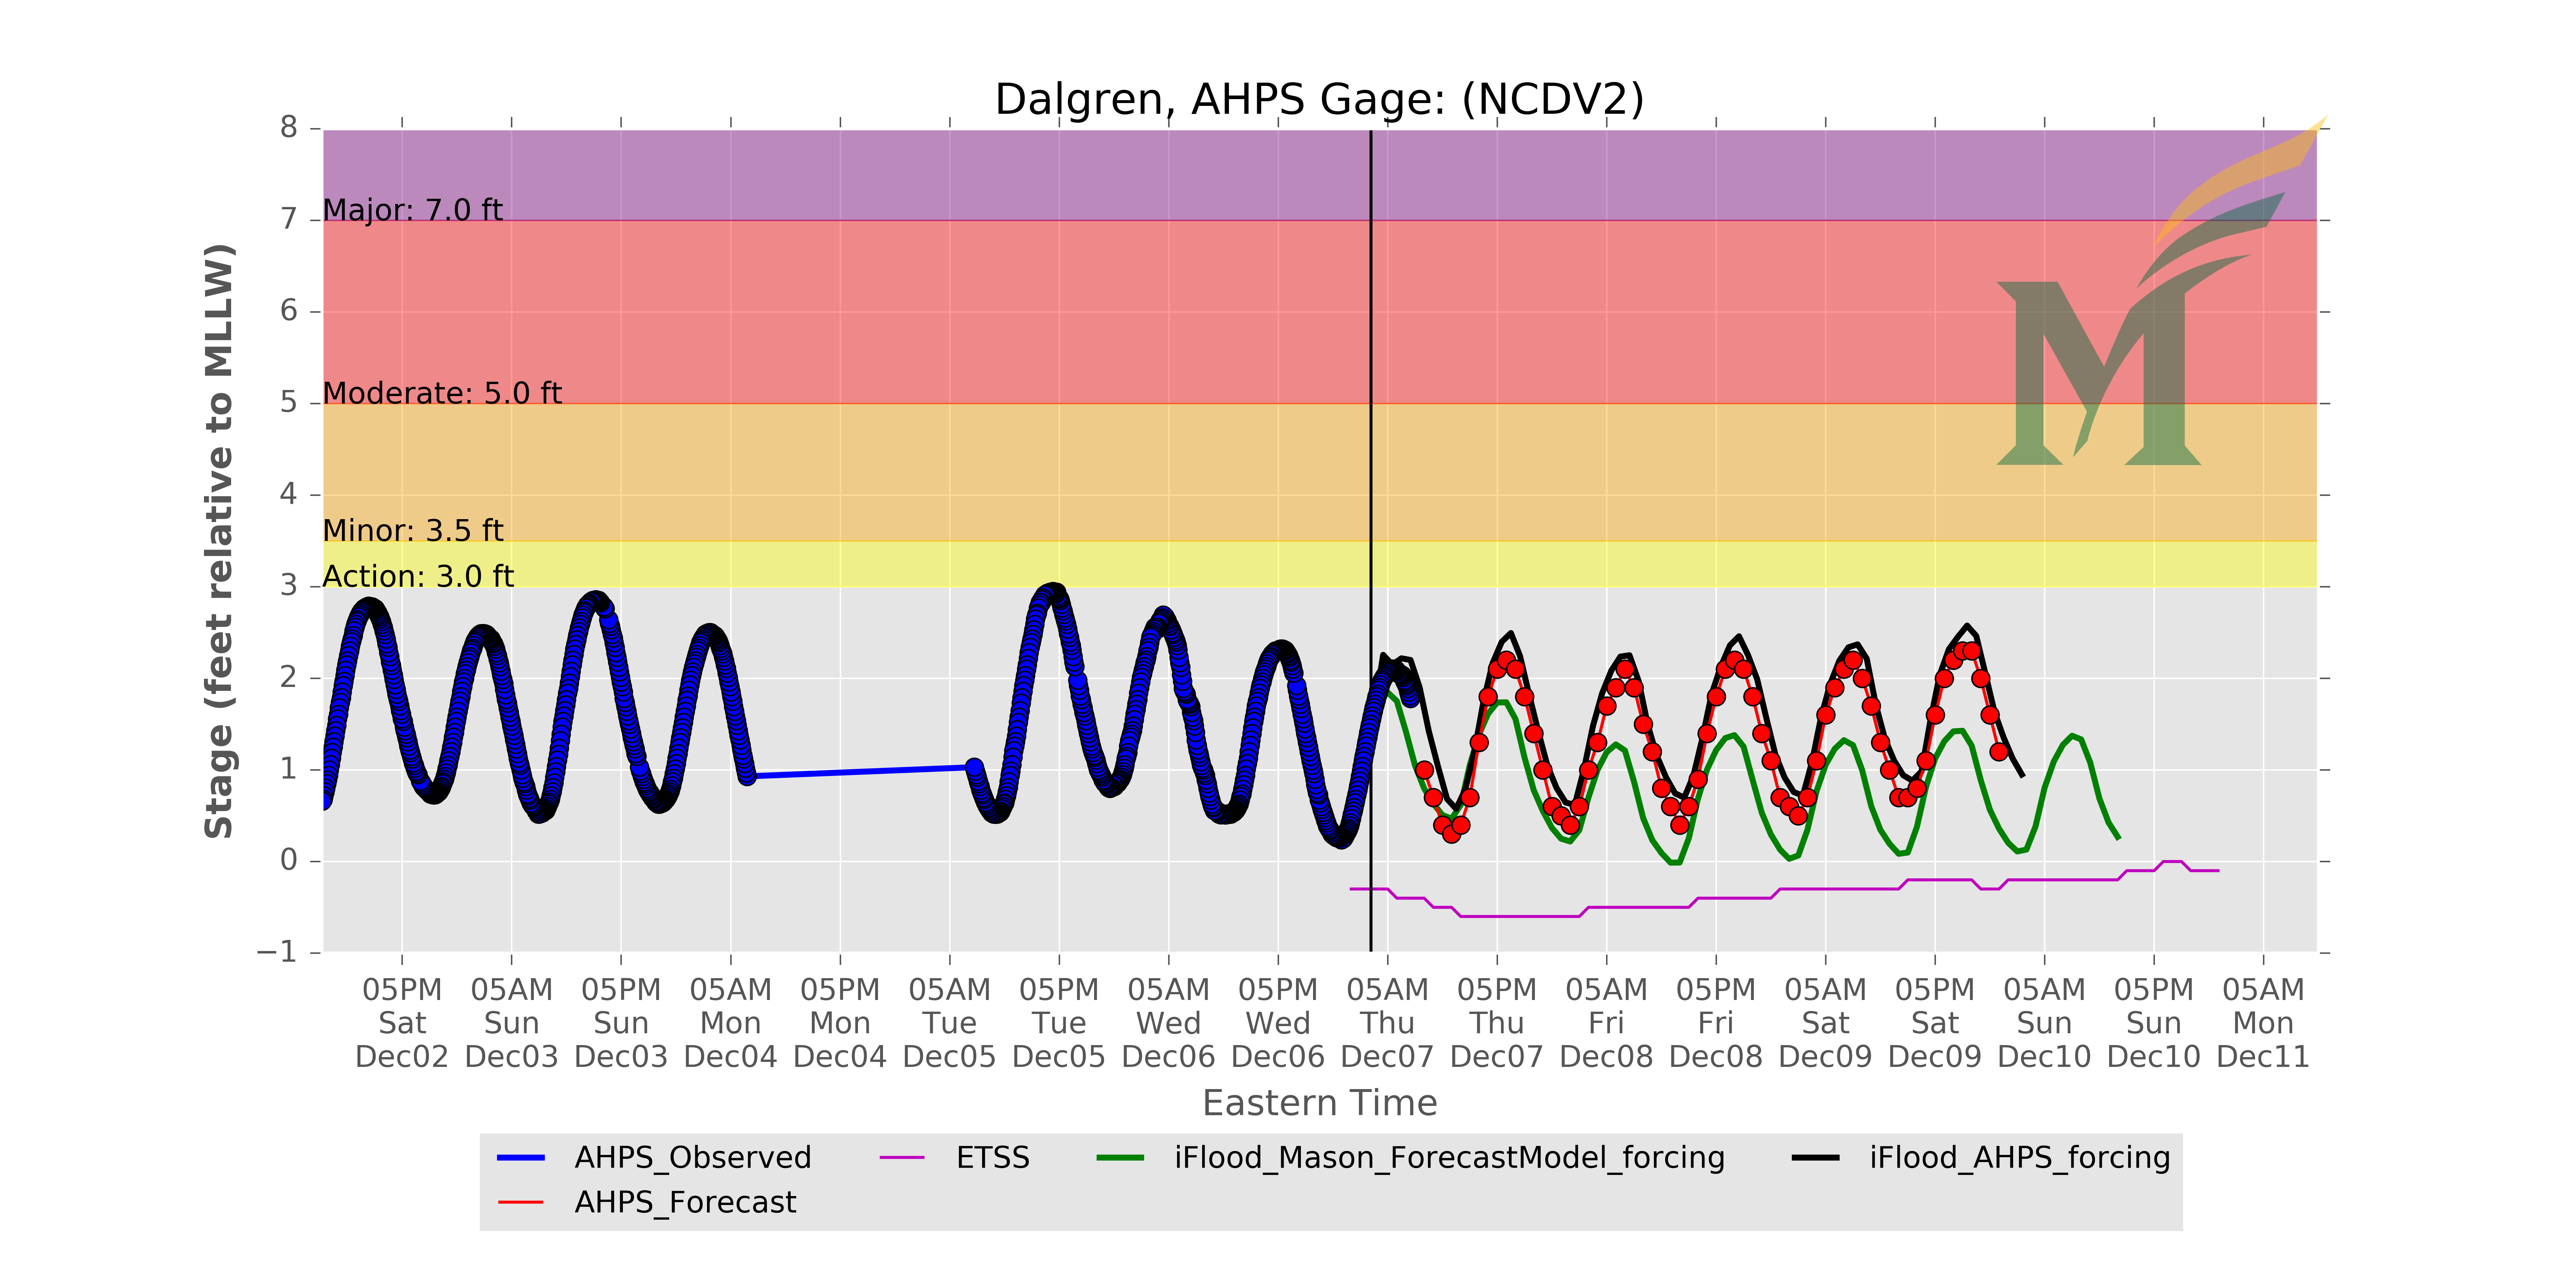 Dalgren, AHPS Gage: (NCDV2)
8
7
6
5
4
3
2
1
0
−1
Stage (feet relative to MLLW)
Major: 7.0 ft
Moderate: 5.0 ft
Minor: 3.5 ft
Action: 3.0 ft
M
05PM 05AM 05PM 05AM 05PM 05AM 05PM 05AM 05PM 05AM 05PM 05AM 05PM 05AM 05PM 05AM 05PM 05AM
Sat Sun Sun Mon Mon Tue Tue Wed Wed Thu Thu Fri Fri Sat Sat Sun Sun Mon
Dec02 Dec03 Dec03 Dec04 Dec04 Dec05 Dec05 Dec06 Dec06 Dec07 Dec07 Dec08 Dec08 Dec09 Dec09 Dec10 Dec10 Dec11
Eastern Time
AHPS_Observed ETSS iFlood_Mason_ForecastModel_forcing iFlood_AHPS_forcing
AHPS_Forecast